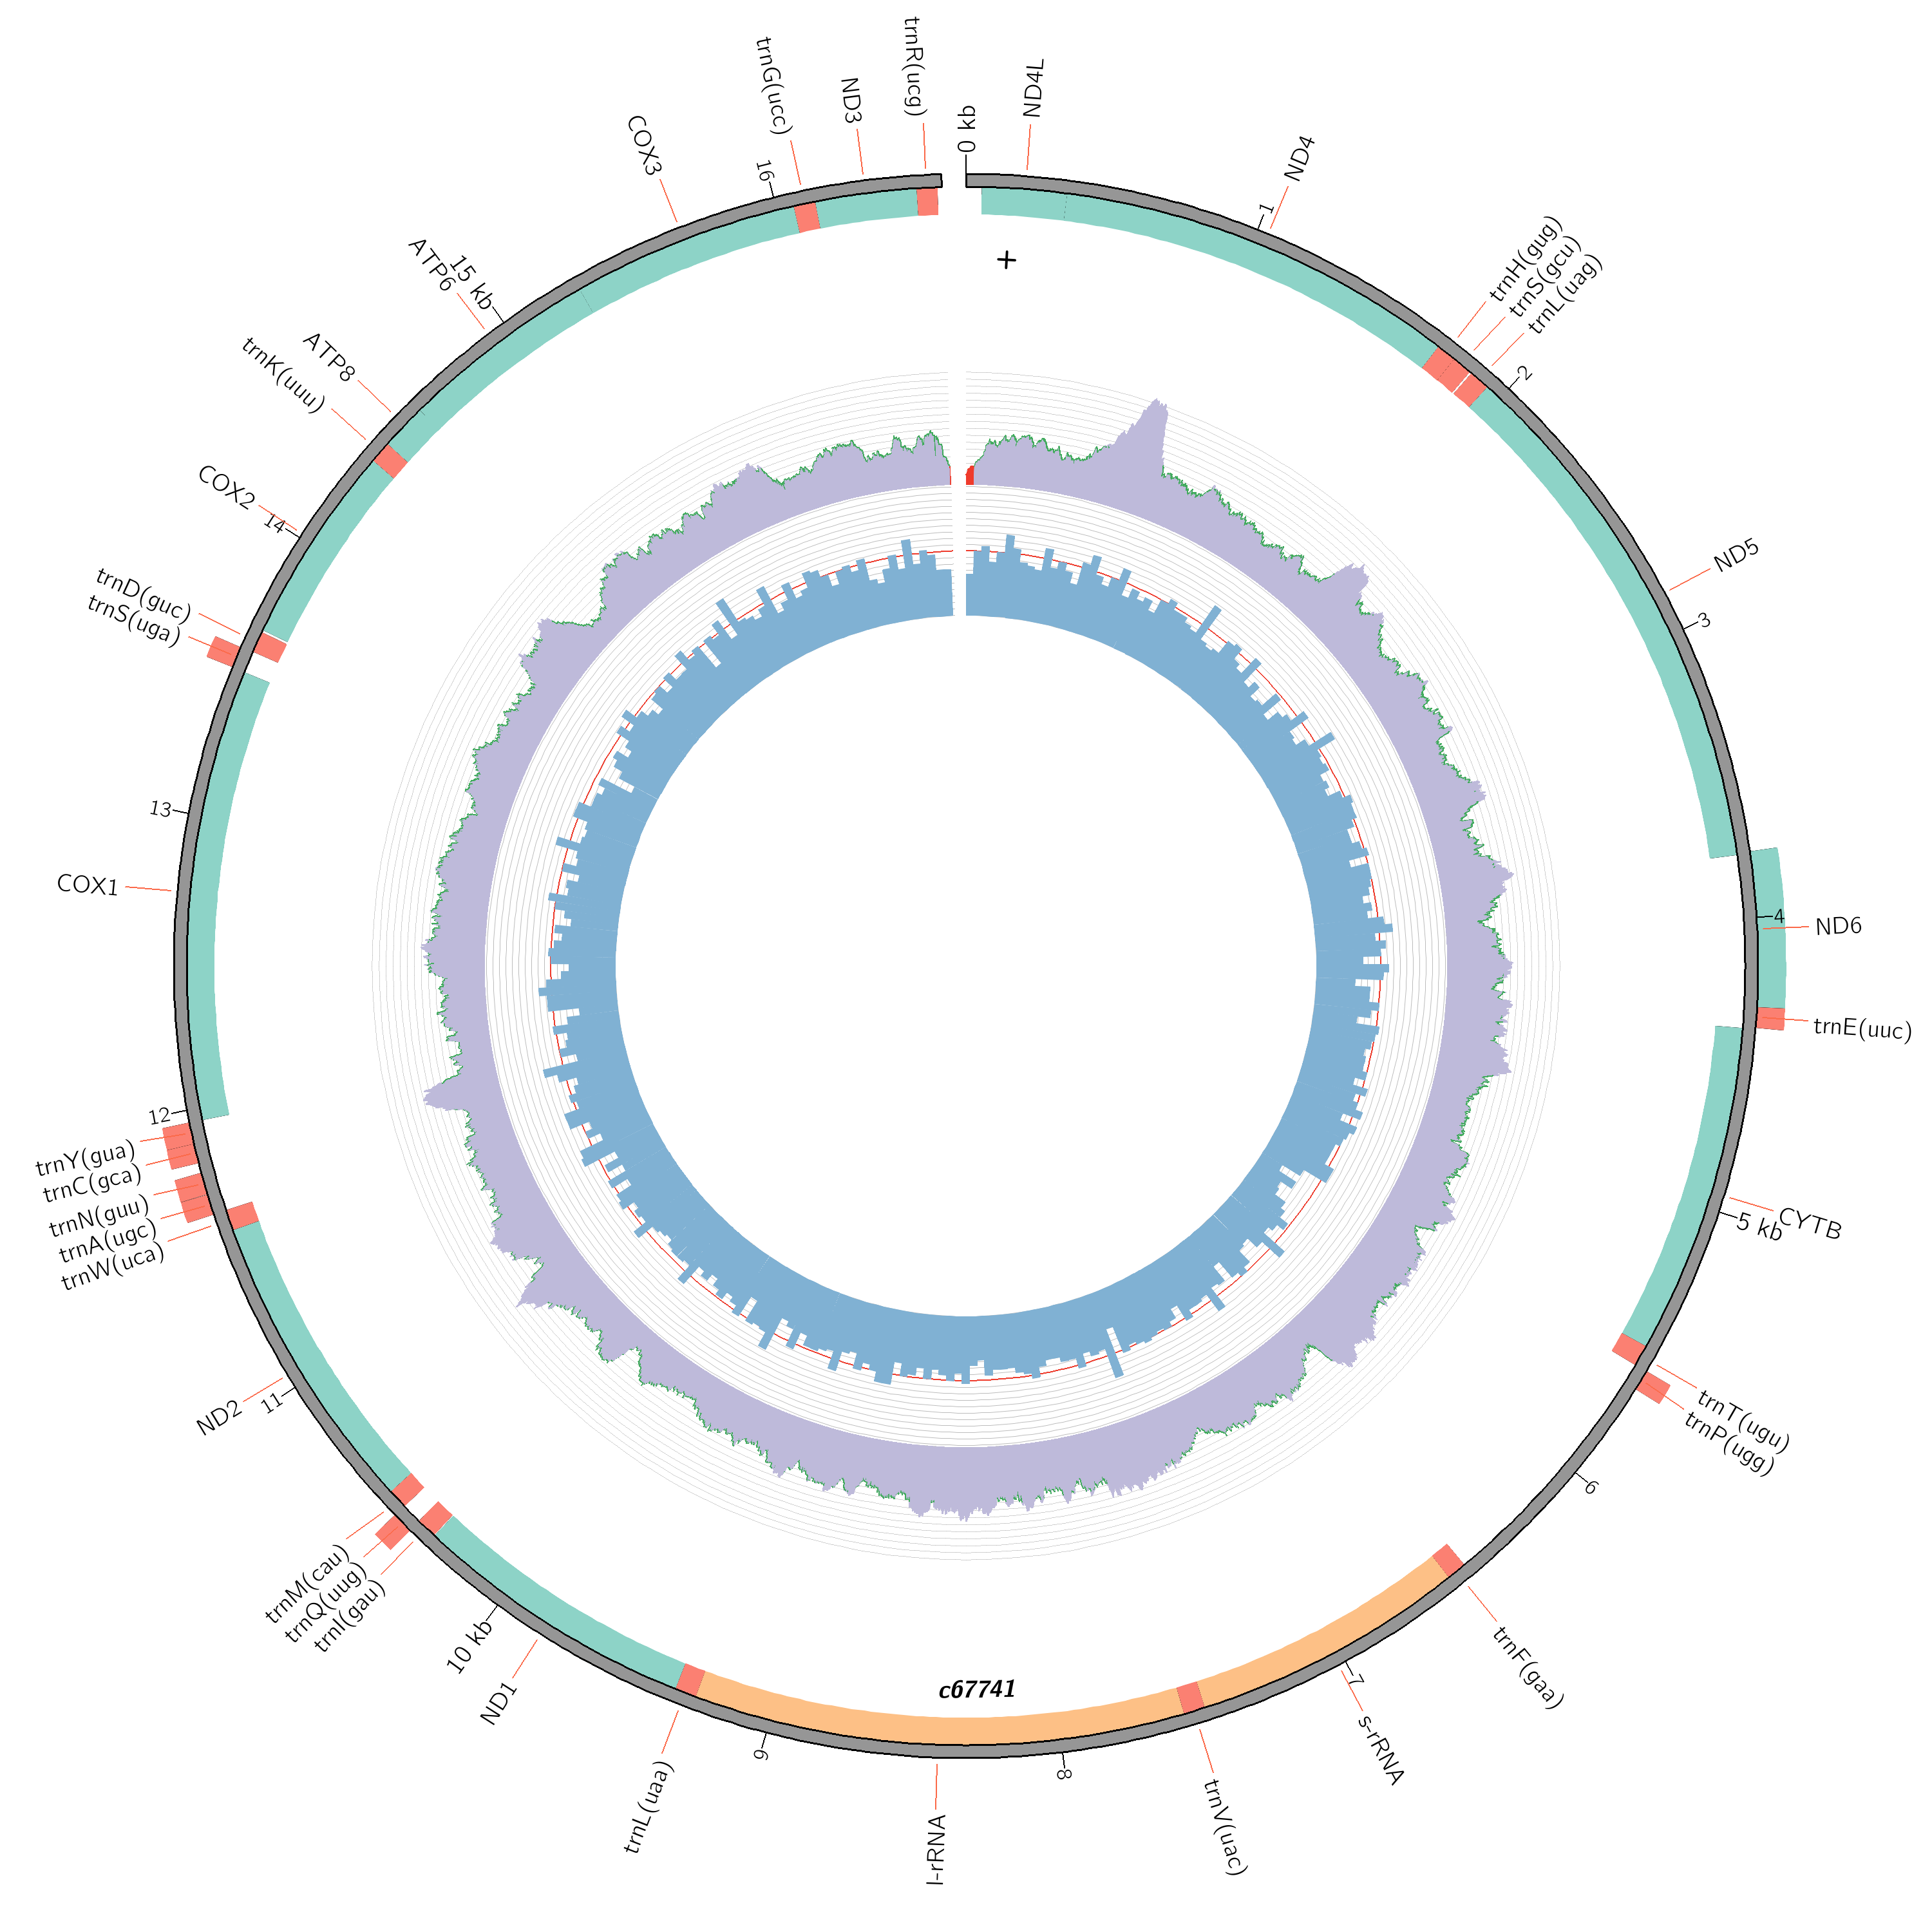 0 kb
ND4L
1
ND4
trnH(gug)
trnS(gcu)
trnL(uag)
2
ND5
3
4
ND6
trnE(uuc)
CYTB
5 kb
trnT(ugu)
trnP(ugg)
6
trnF(gaa)
7
s-rRNA
trnV(uac)
8
l-rRNA
9
trnL(uaa)
ND1
10 kb
trnI(gau)
trnQ(uug)
trnM(cau)
11
ND2
trnW(uca)
trnA(ugc)
trnN(guu)
trnC(gca)
trnY(gua)
12
COX1
13
trnS(uga)
trnD(guc)
14
COX2
trnK(uuu)
ATP8
ATP6
15 kb
COX3
16
trnG(ucc)
ND3
trnR(ucg)
+
c67741